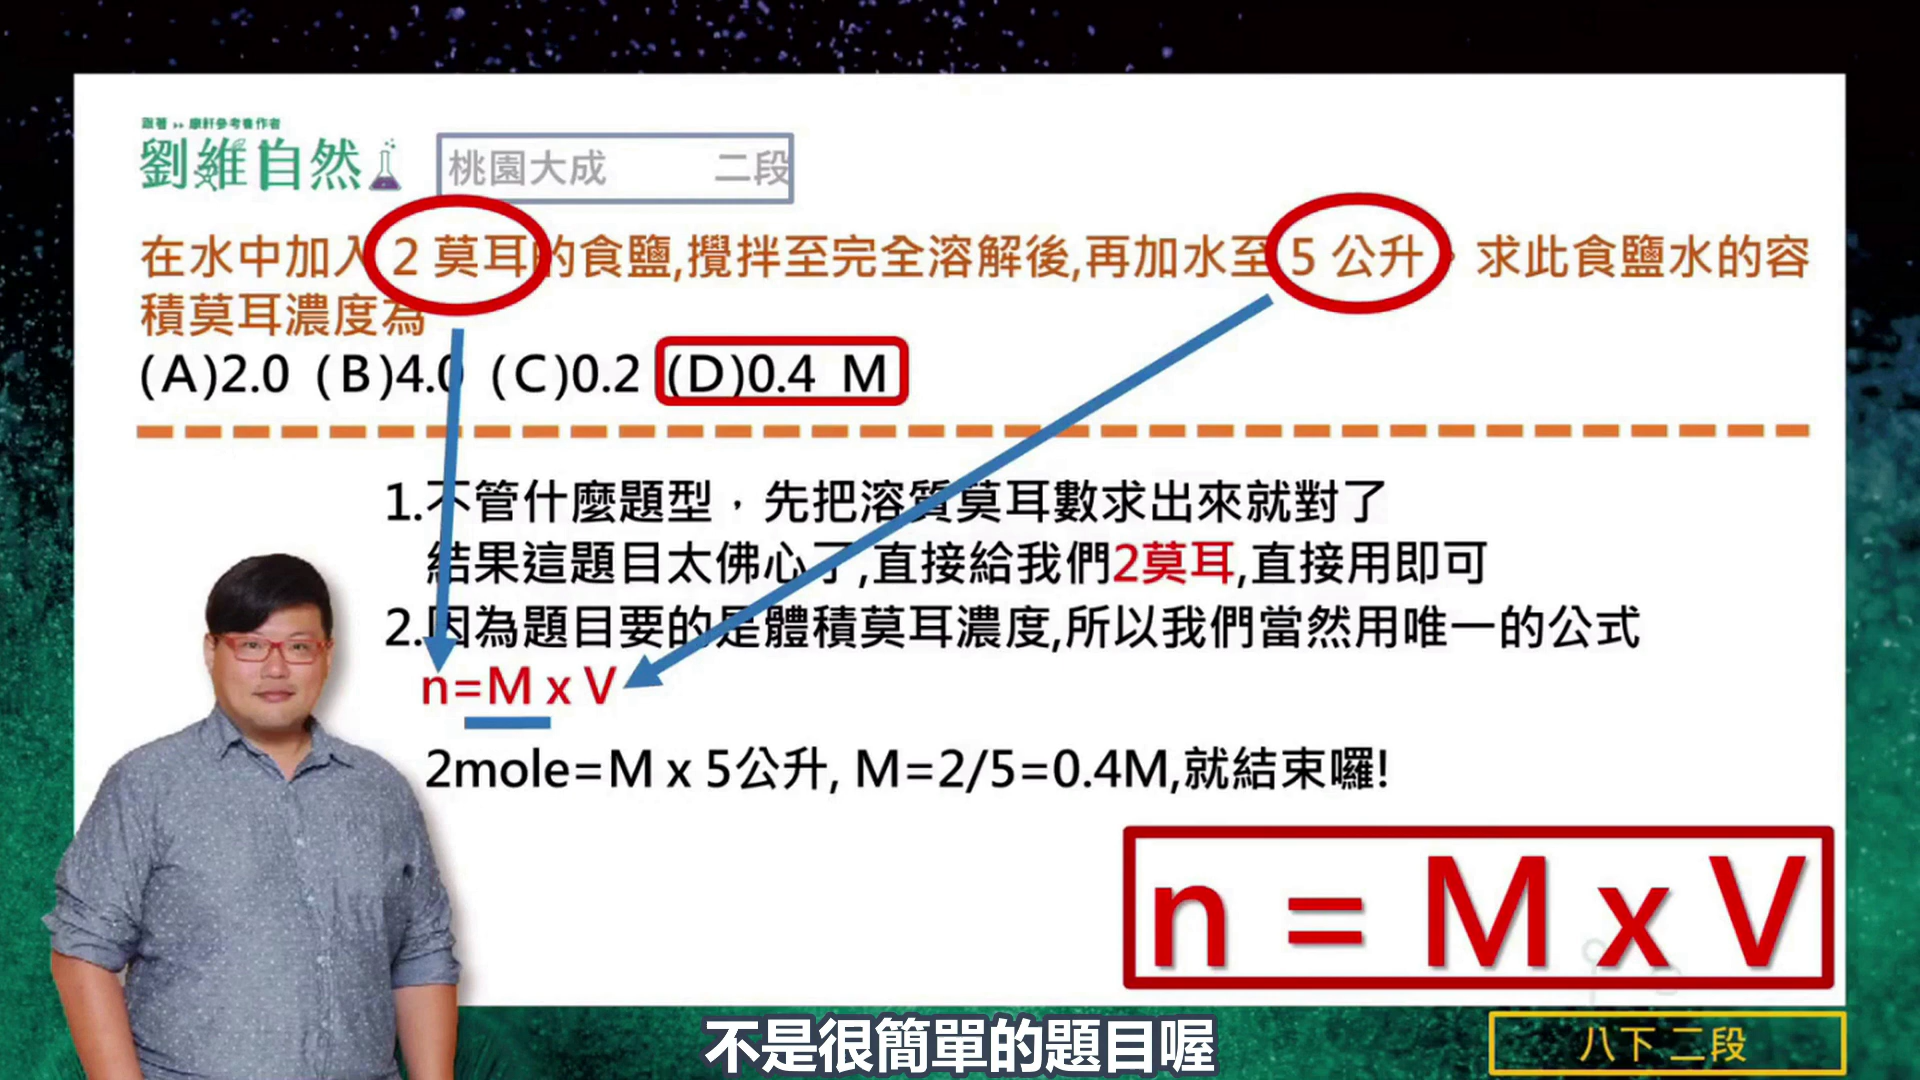 跟著 ▸▸ 康軒參考書作者
劉維自然
桃園大成 二段
在水中加入 2 莫耳的食鹽,攪拌至完全溶解後,再加水至 5 公升，求此食鹽水的容
積莫耳濃度為
(A)2.0 (B)4.0 (C)0.2 (D)0.4 M
1.不管什麼題型，先把溶質莫耳數求出來就對了
結果這題目太佛心了,直接給我們2莫耳,直接用即可
2.因為題目要的是體積莫耳濃度,所以我們當然用唯一的公式
n=M x V
2mole=M x 5公升, M=2/5=0.4M,就結束囉!
n = M x V
不是很簡單的題目喔
八下 二段